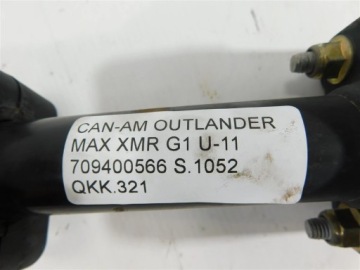 CAN-AM OUTLANDER
MAX XMR G1 U-11
709400566 S.1052
QKK.321